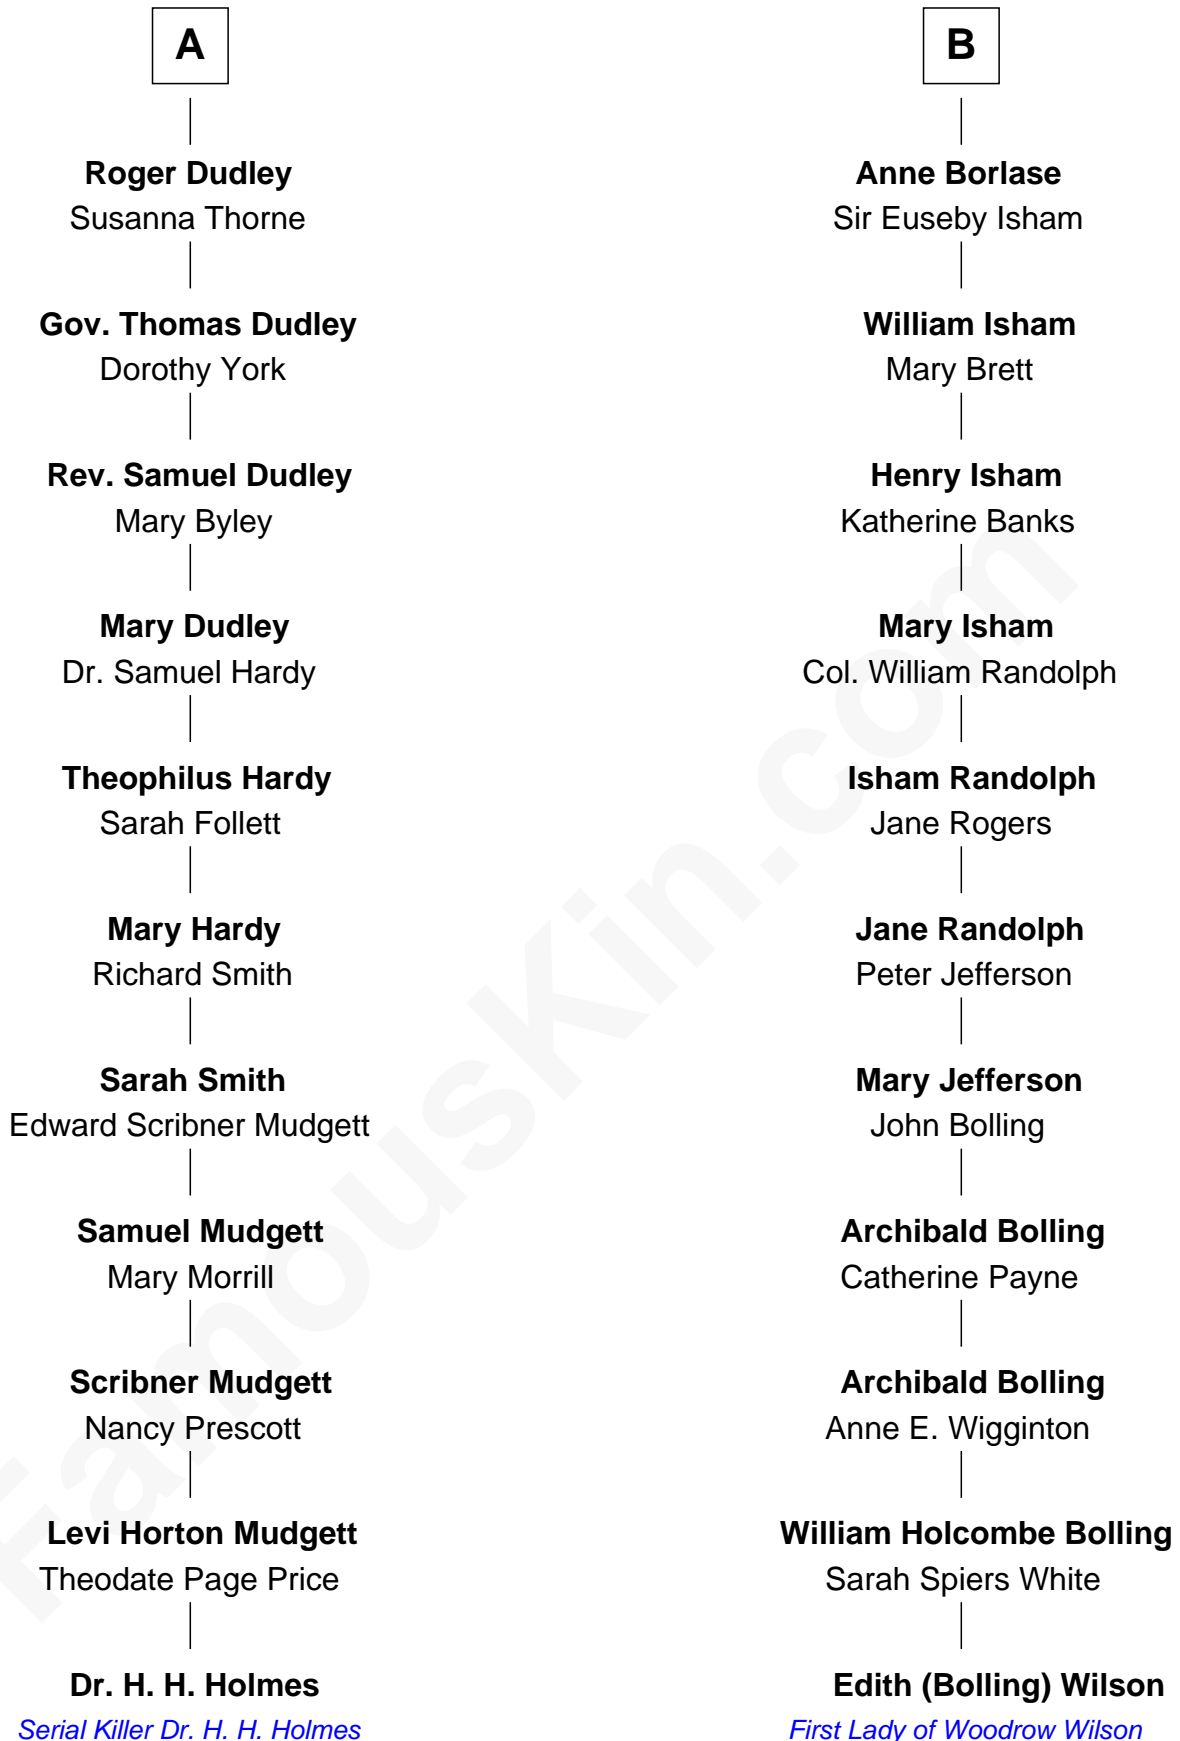 A
Roger Dudley
Susanna Thorne
Gov. Thomas Dudley
Dorothy York
Rev. Samuel Dudley
Mary Byley
Mary Dudley
Dr. Samuel Hardy
Theophilus Hardy
Sarah Follett
Mary Hardy
Richard Smith
Sarah Smith
Edward Scribner Mudgett
Samuel Mudgett
Mary Morrill
Scribner Mudgett
Nancy Prescott
Levi Horton Mudgett
Theodate Page Price
Dr. H. H. Holmes
Serial Killer Dr. H. H. Holmes
B
Anne Borlase
Sir Euseby Isham
William Isham
Mary Brett
Henry Isham
Katherine Banks
Mary Isham
Col. William Randolph
Isham Randolph
Jane Rogers
Jane Randolph
Peter Jefferson
Mary Jefferson
John Bolling
Archibald Bolling
Catherine Payne
Archibald Bolling
Anne E. Wigginton
William Holcombe Bolling
Sarah Spiers White
Edith (Bolling) Wilson
First Lady of Woodrow Wilson
FamousKin.com